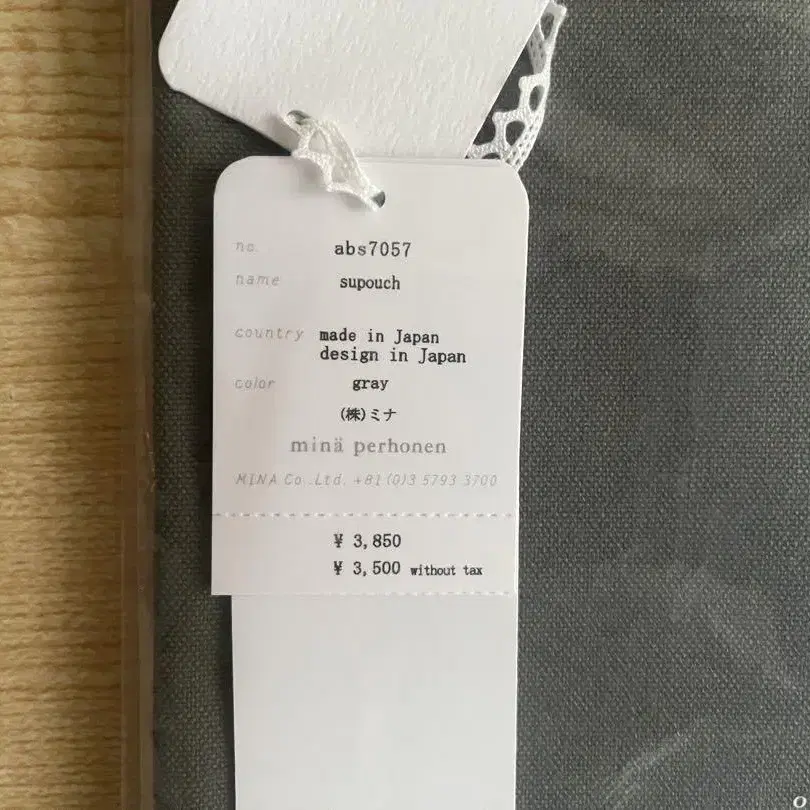 no. abs7057
name supouch
country made in Japan
design in Japan
color gray
(株)ミナ
minä perhonen
MINA Co.,Ltd. +81(0)3 5793 3700
¥ 3,850
¥ 3,500 without tax